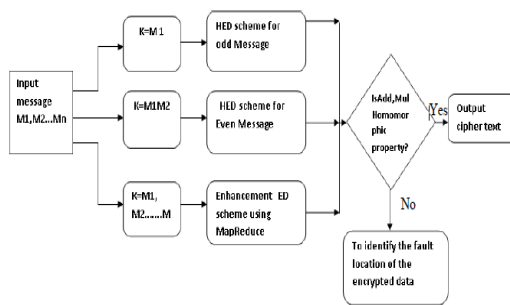 Input
message
M1,M2...Mn
K=M1
HED scheme for
odd Message
K=M1M2
HED scheme for
Even Message
K=M1,
M2.......M
Enhancement ED
scheme using
MapReduce
IsAdd,Mul
Homomor
phic
property?
Yes
Output
cipher text
No
To identify the fault
location of the
encrypted data